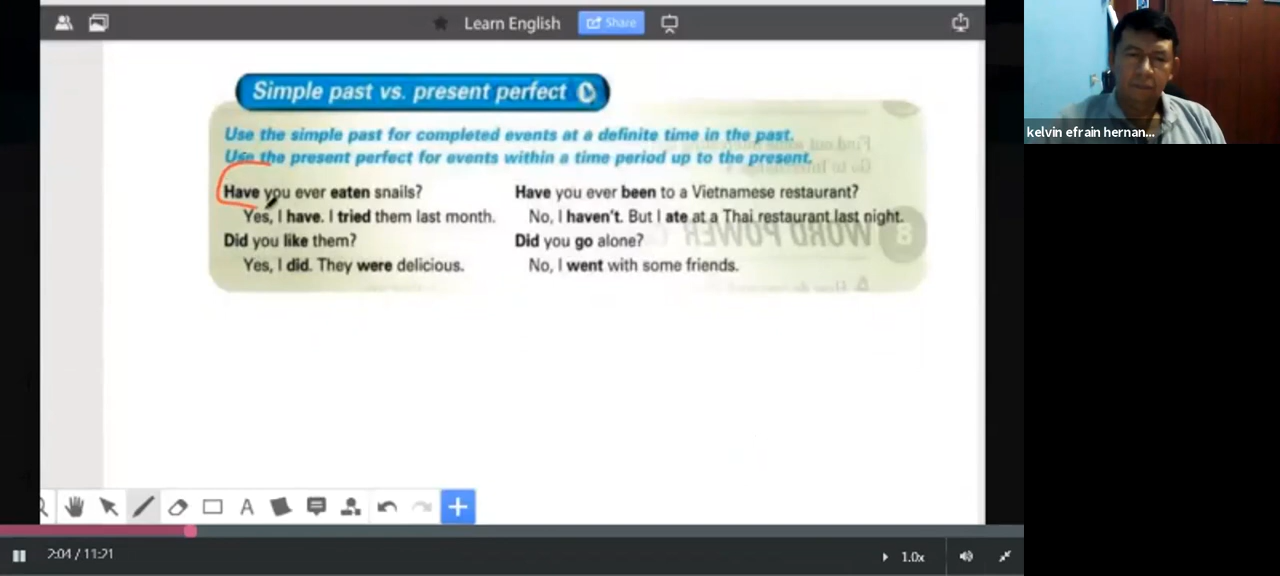 Learn English
Share
kelvin efrain hernan...
Simple past vs. present perfect
Use the simple past for completed events at a definite time in the past.
Use the present perfect for events within a time period up to the present.
Have you ever eaten snails?
Yes, I have. I tried them last month.
Did you like them?
Yes, I did. They were delicious.
Have you ever been to a Vietnamese restaurant?
No, I haven't. But I ate at a Thai restaurant last night.
Did you go alone?
No, I went with some friends.
WORD POWER
8
A
2:04 / 11:21
1.0x